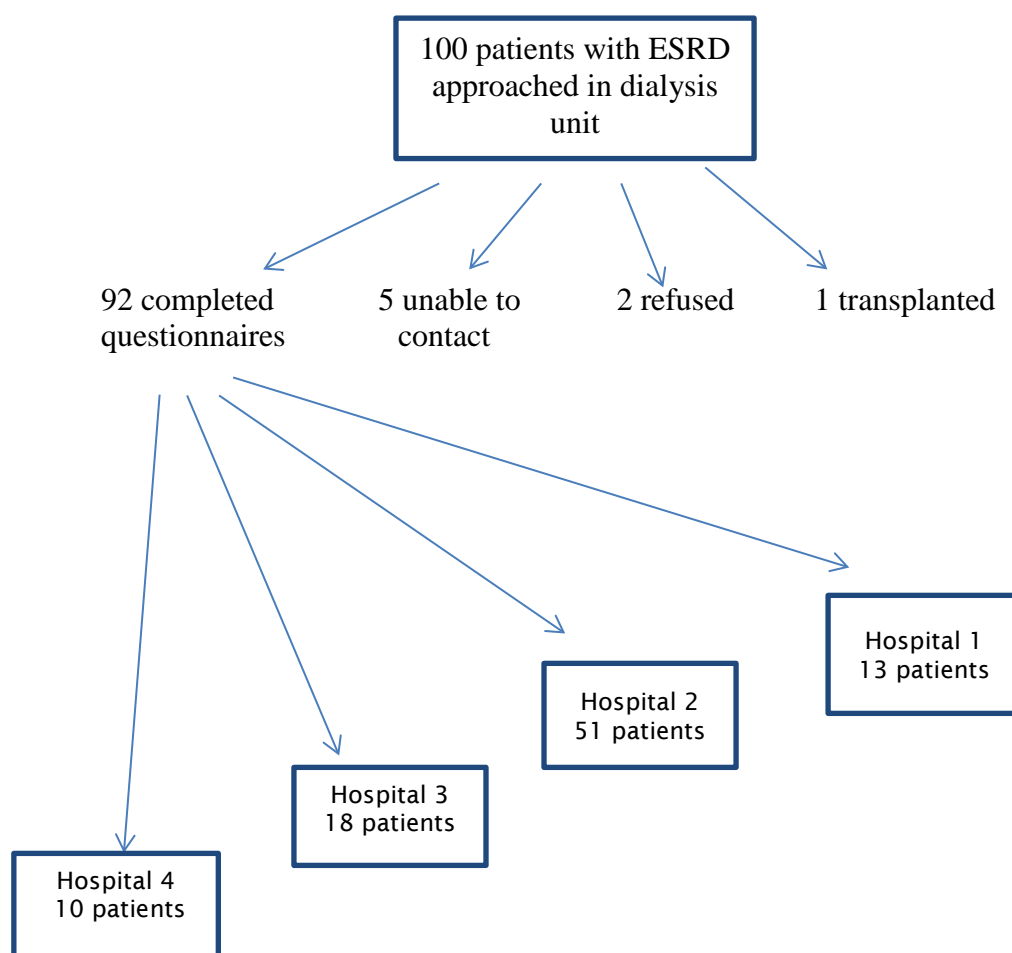 100 patients with ESRD
approached in dialysis
unit
92 completed
questionnaires
5 unable to
contact
2 refused
1 transplanted
Hospital 1
13 patients
Hospital 2
51 patients
Hospital 3
18 patients
Hospital 4
10 patients